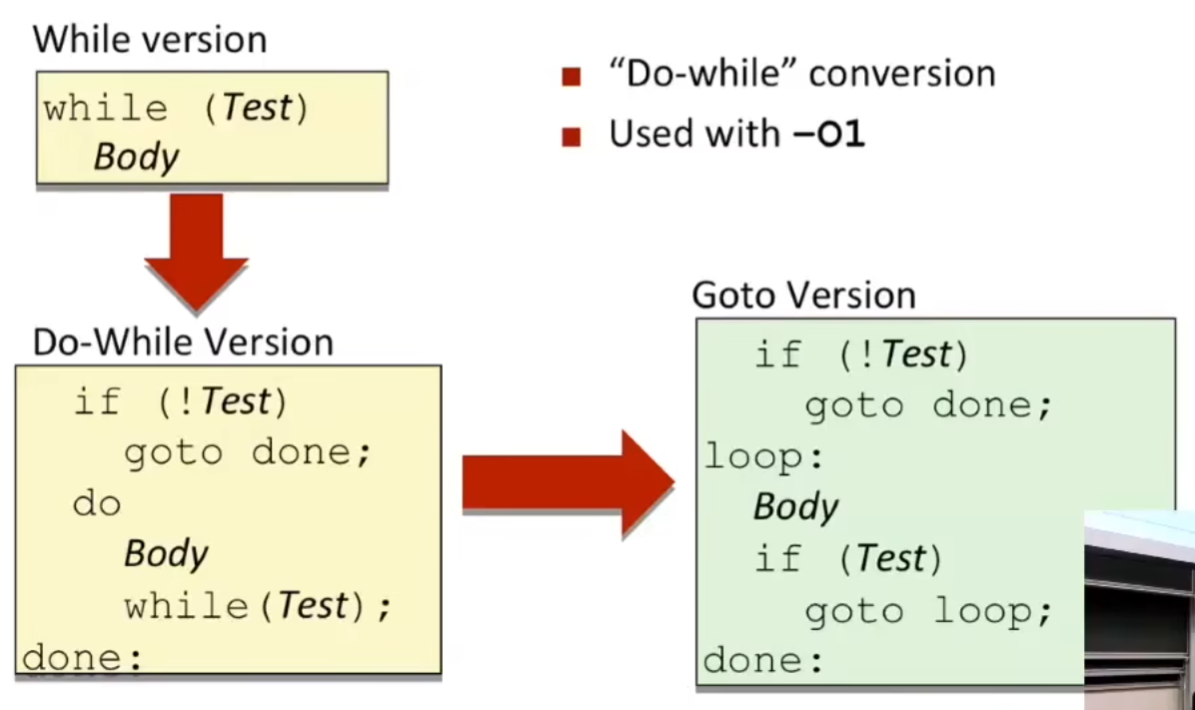 While version
while (Test)
Body
"Do-while" conversion
Used with –O1
Do-While Version
if (!Test)
goto done;
do
Body
while(Test);
done:
Goto Version
if (!Test)
goto done;
loop:
Body
if (Test)
goto loop;
done: